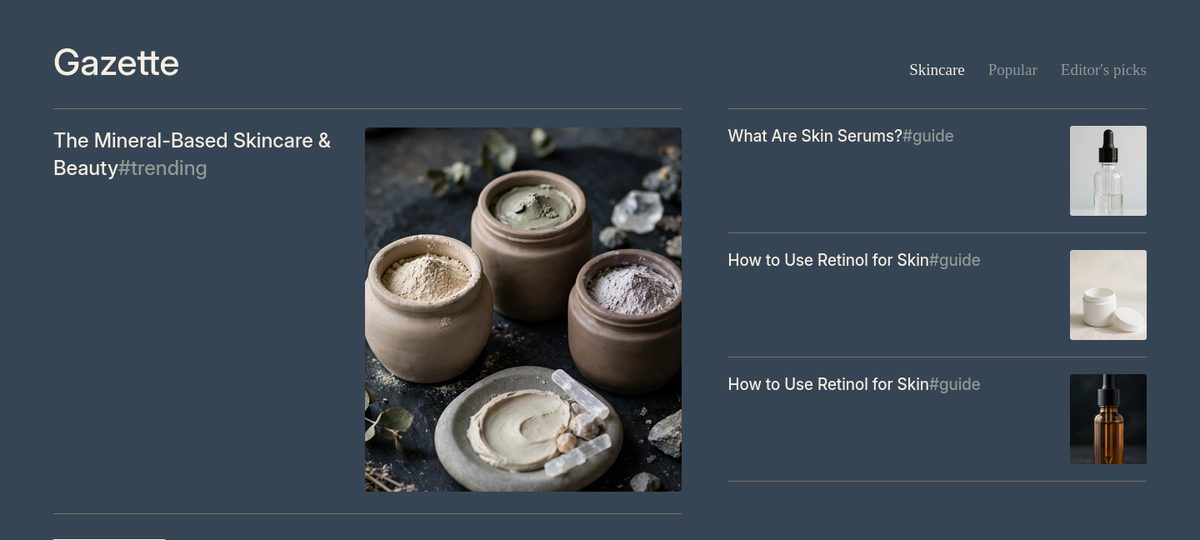 Gazette
Skincare
Popular
Editor's picks
The Mineral-Based Skincare &
Beauty#trending
What Are Skin Serums?#guide
How to Use Retinol for Skin#guide
How to Use Retinol for Skin#guide